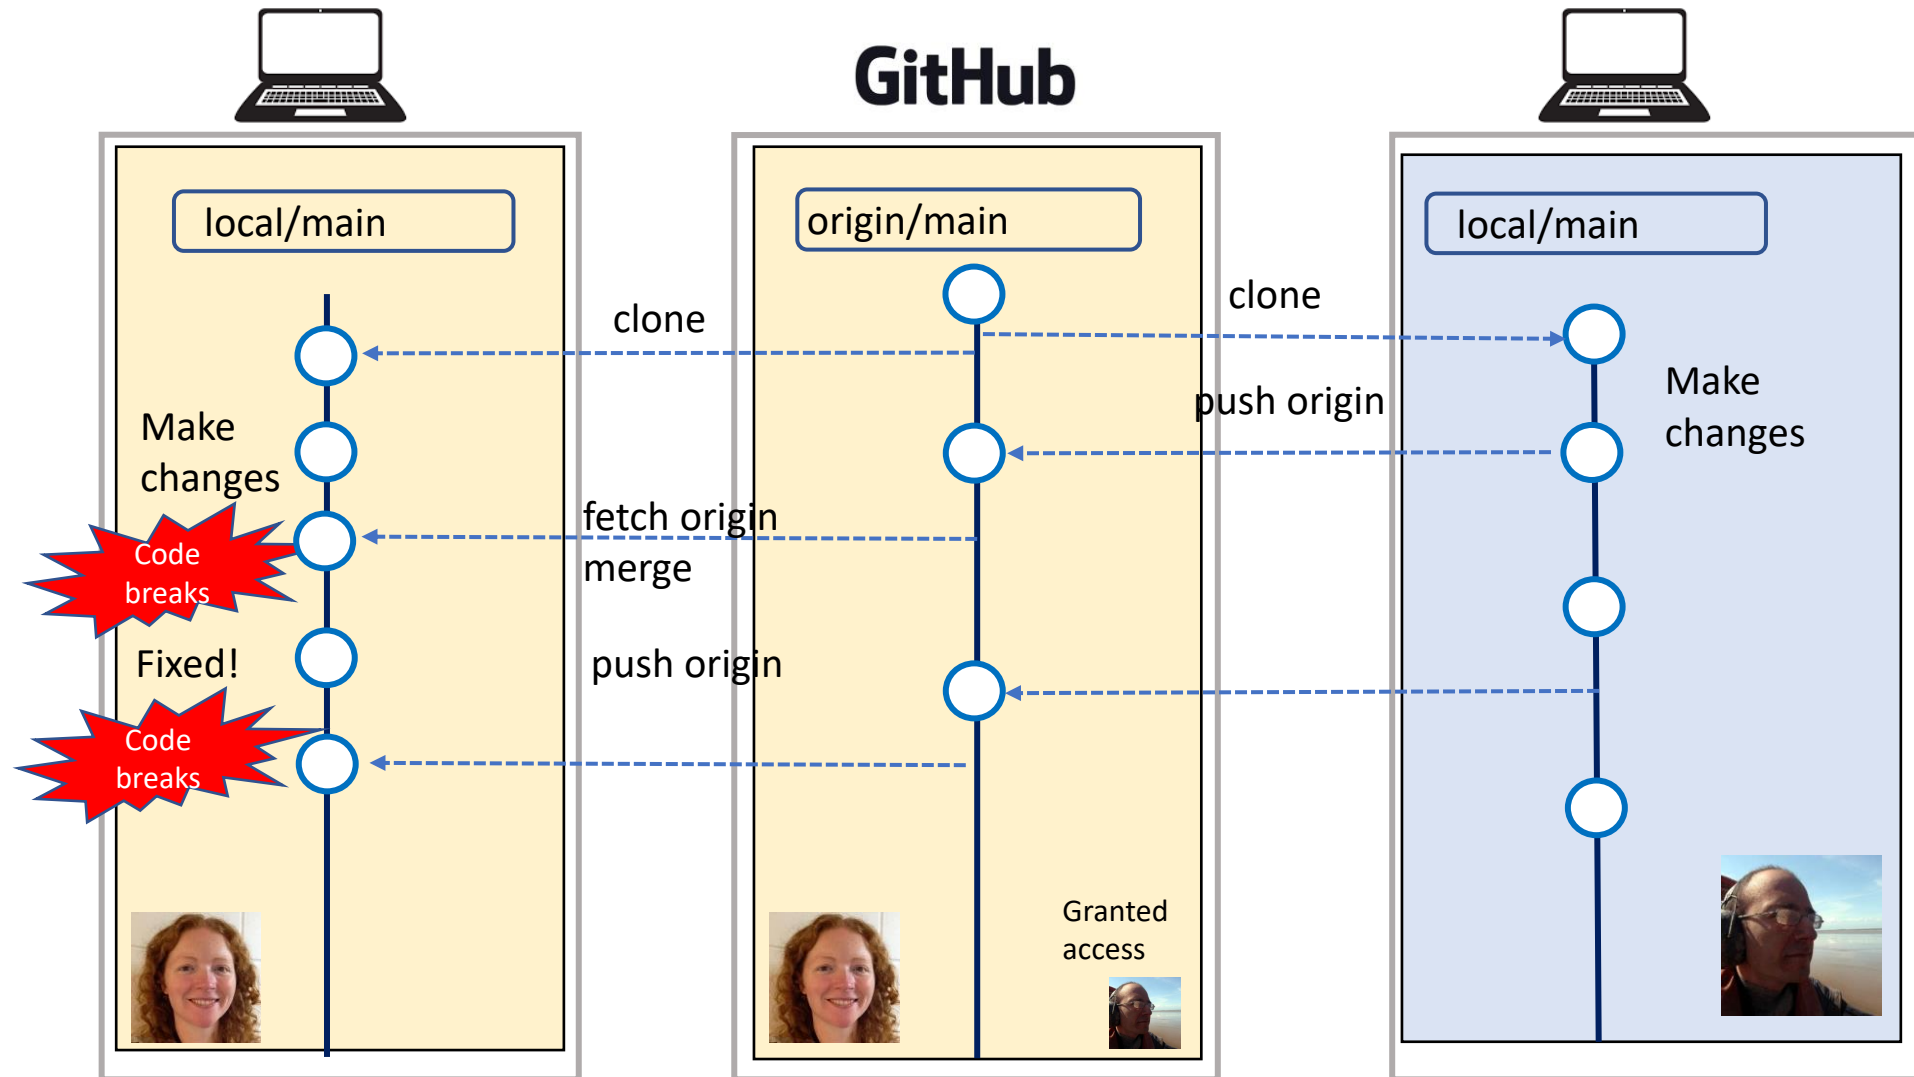 GitHub
local/main
origin/main
local/main
clone
clone
Make
changes
push origin
Make
changes
fetch origin
merge
Code
breaks
Fixed!
push origin
Code
breaks
Granted
access